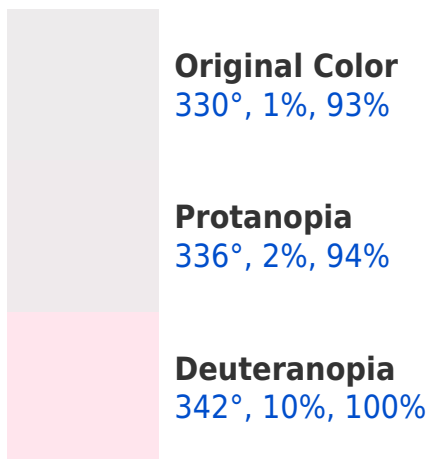 Original Color
330°, 1%, 93%
Protanopia
336°, 2%, 94%
Deuteranopia
342°, 10%, 100%